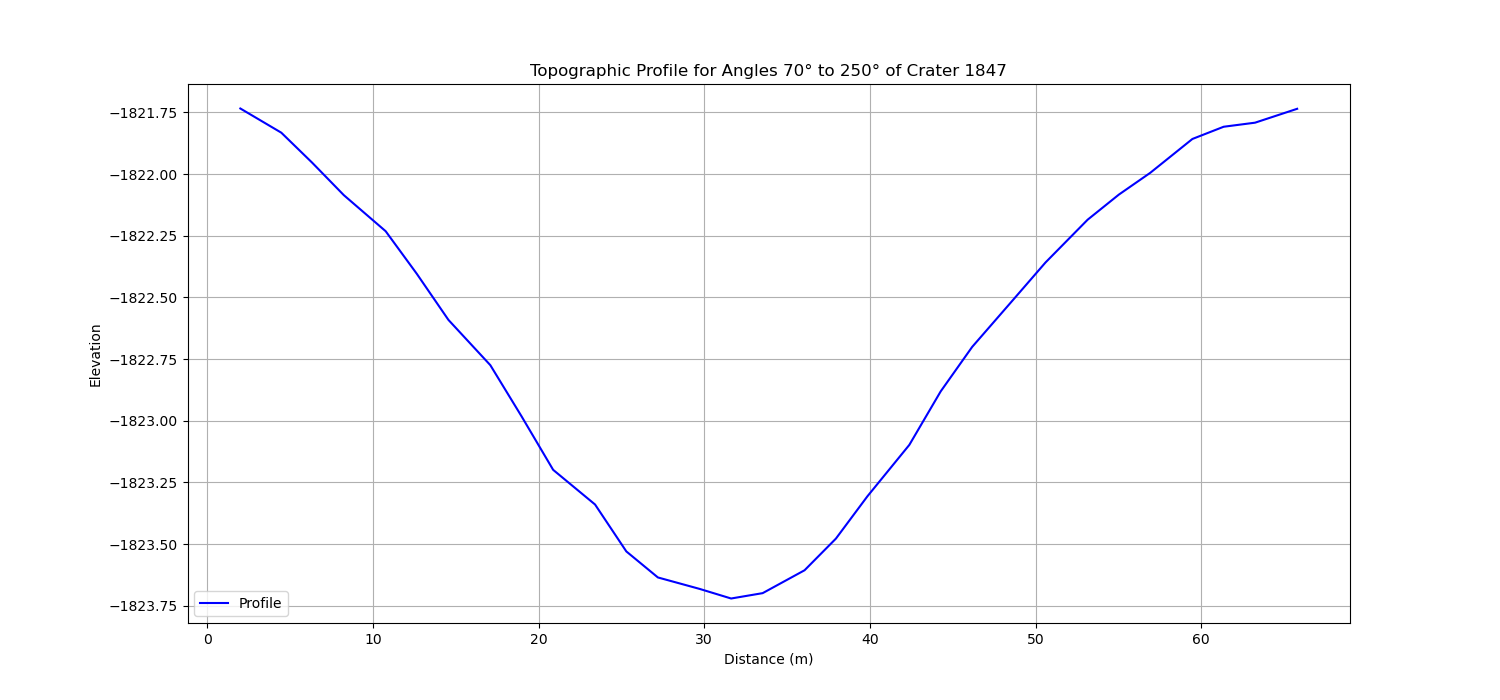 Topographic Profile for Angles 70° to 250° of Crater 1847
−1821.75
−1822.00
−1822.25
−1822.50
−1822.75
−1823.00
−1823.25
−1823.50
−1823.75
Elevation
Profile
0 10 20 30 40 50 60
Distance (m)